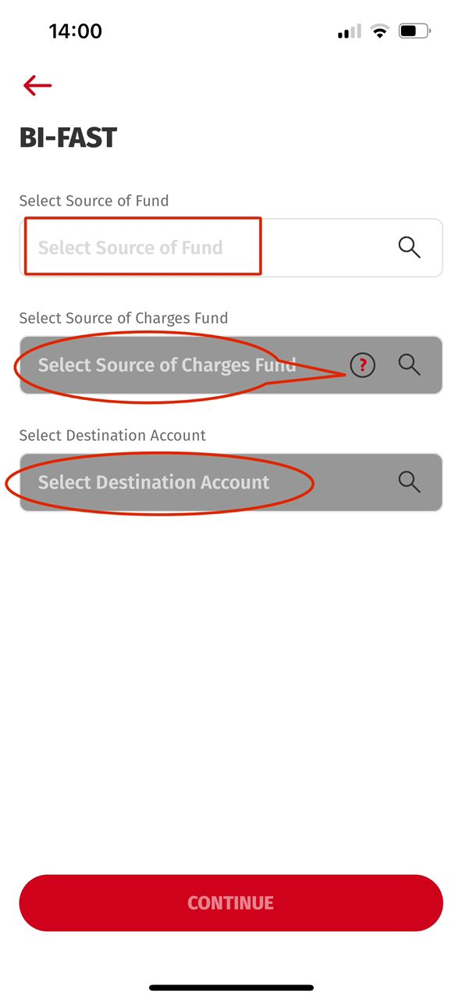 14:00
BI-FAST
Select Source of Fund
Select Source of Fund
Select Source of Charges Fund
Select Source of Charges Fund ?
Select Destination Account
Select Destination Account
CONTINUE